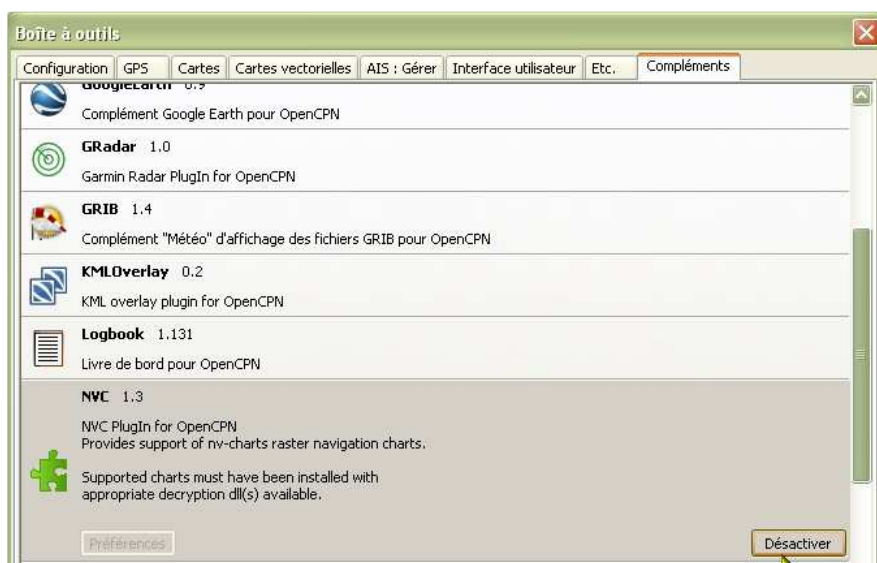 Boîte à outils
Configuration GPS Cartes Cartes vectorielles AIS : Gérer Interface utilisateur Etc. Compléments
GoogleEarth 0.9
Complément Google Earth pour OpenCPN
GRadar 1.0
Garmin Radar PlugIn for OpenCPN
GRIB 1.4
Complément "Météo" d'affichage des fichiers GRIB pour OpenCPN
KMLOverlay 0.2
KML overlay plugin for OpenCPN
Logbook 1.131
Livre de bord pour OpenCPN
NVC 1.3
NVC PlugIn for OpenCPN
Provides support of nv-charts raster navigation charts.
Supported charts must have been installed with
appropriate decryption dll(s) available.
Préférences
Désactiver